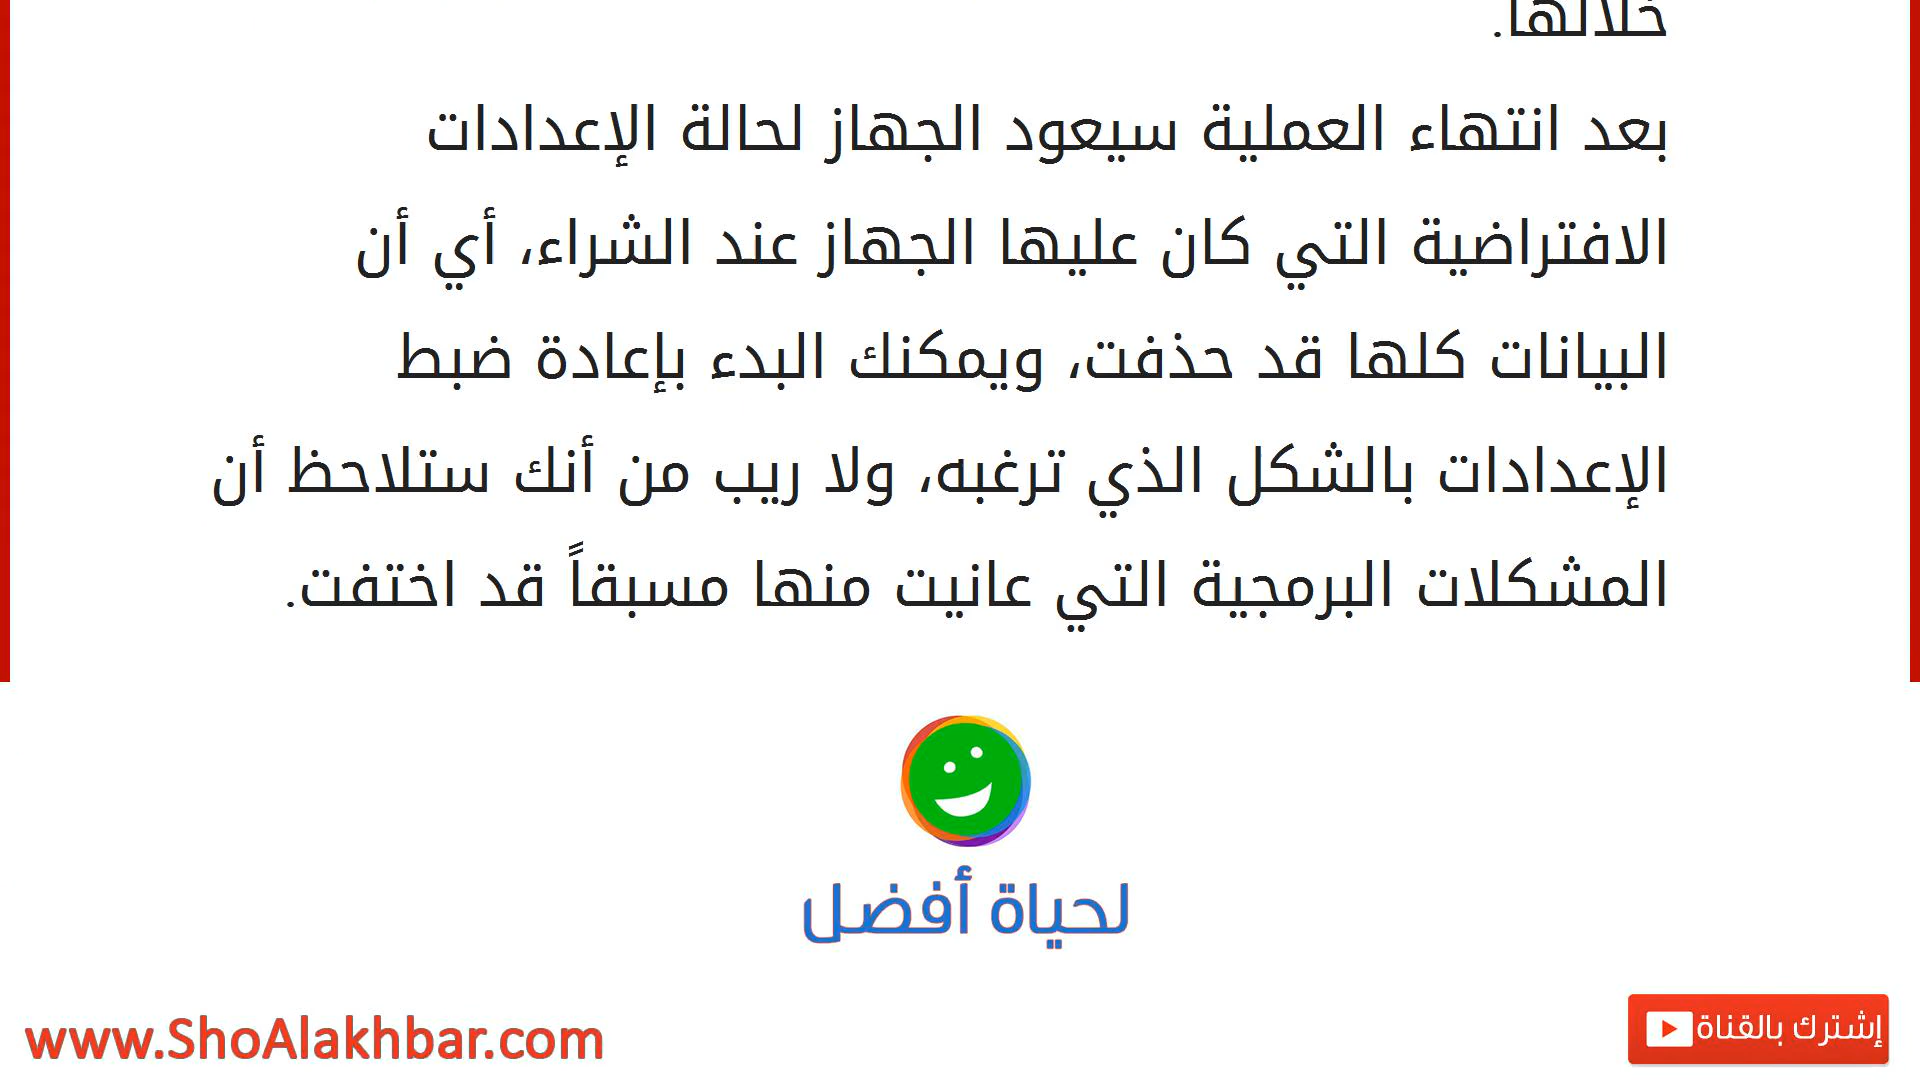 خلالها.
بعد انتهاء العملية سيعود الجهاز لحالة الإعدادات
الافتراضية التي كان عليها الجهاز عند الشراء، أي أن
البيانات كلها قد حذفت، ويمكنك البدء بإعادة ضبط
الإعدادات بالشكل الذي ترغبه، ولا ريب من أنك ستلاحظ أن
المشكلات البرمجية التي عانيت منها مسبقاً قد اختفت.
لحياة أفضل
www.ShoAlakhbar.com
إشترك بالقناة